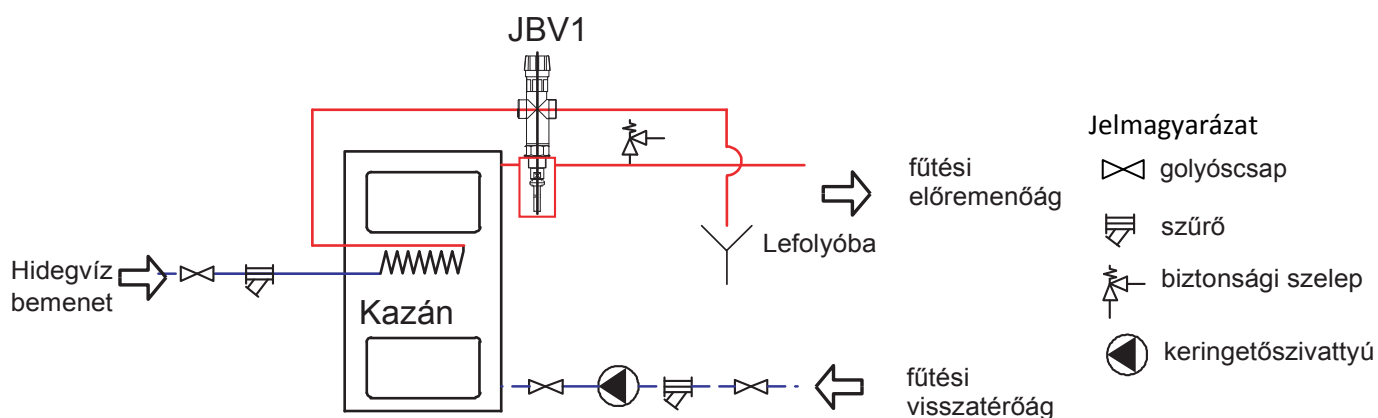 JBV1
Jelmagyarázat
golyóscsap
fűtési
előremenőág
szűrő
Lefolyóba
Hidegvíz
bemenet
biztonsági szelep
Kazán
keringetőszivattyú
fűtési
visszatérőág